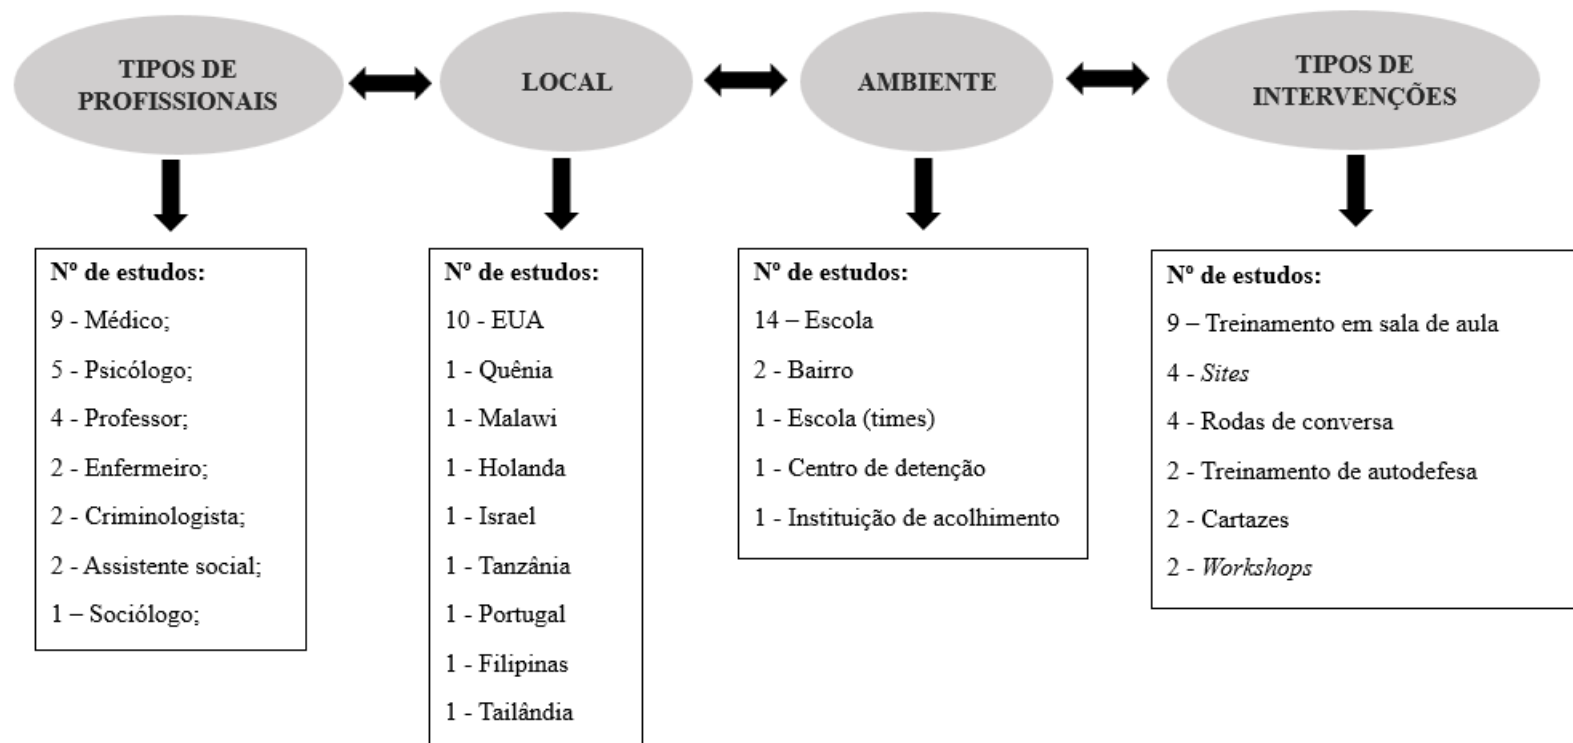 TIPOS DE
PROFISSIONAIS
LOCAL
AMBIENTE
TIPOS DE
INTERVENÇÕES
Nº de estudos:
9 - Médico;
5 - Psicólogo;
4 - Professor;
2 - Enfermeiro;
2 - Criminologista;
2 - Assistente social;
1 – Sociólogo;
Nº de estudos:
10 - EUA
1 - Quênia
1 - Malawi
1 - Holanda
1 - Israel
1 - Tanzânia
1 - Portugal
1 - Filipinas
1 - Tailândia
Nº de estudos:
14 – Escola
2 - Bairro
1 - Escola (times)
1 - Centro de detenção
1 - Instituição de acolhimento
Nº de estudos:
9 – Treinamento em sala de aula
4 - Sites
4 - Rodas de conversa
2 - Treinamento de autodefesa
2 - Cartazes
2 - Workshops